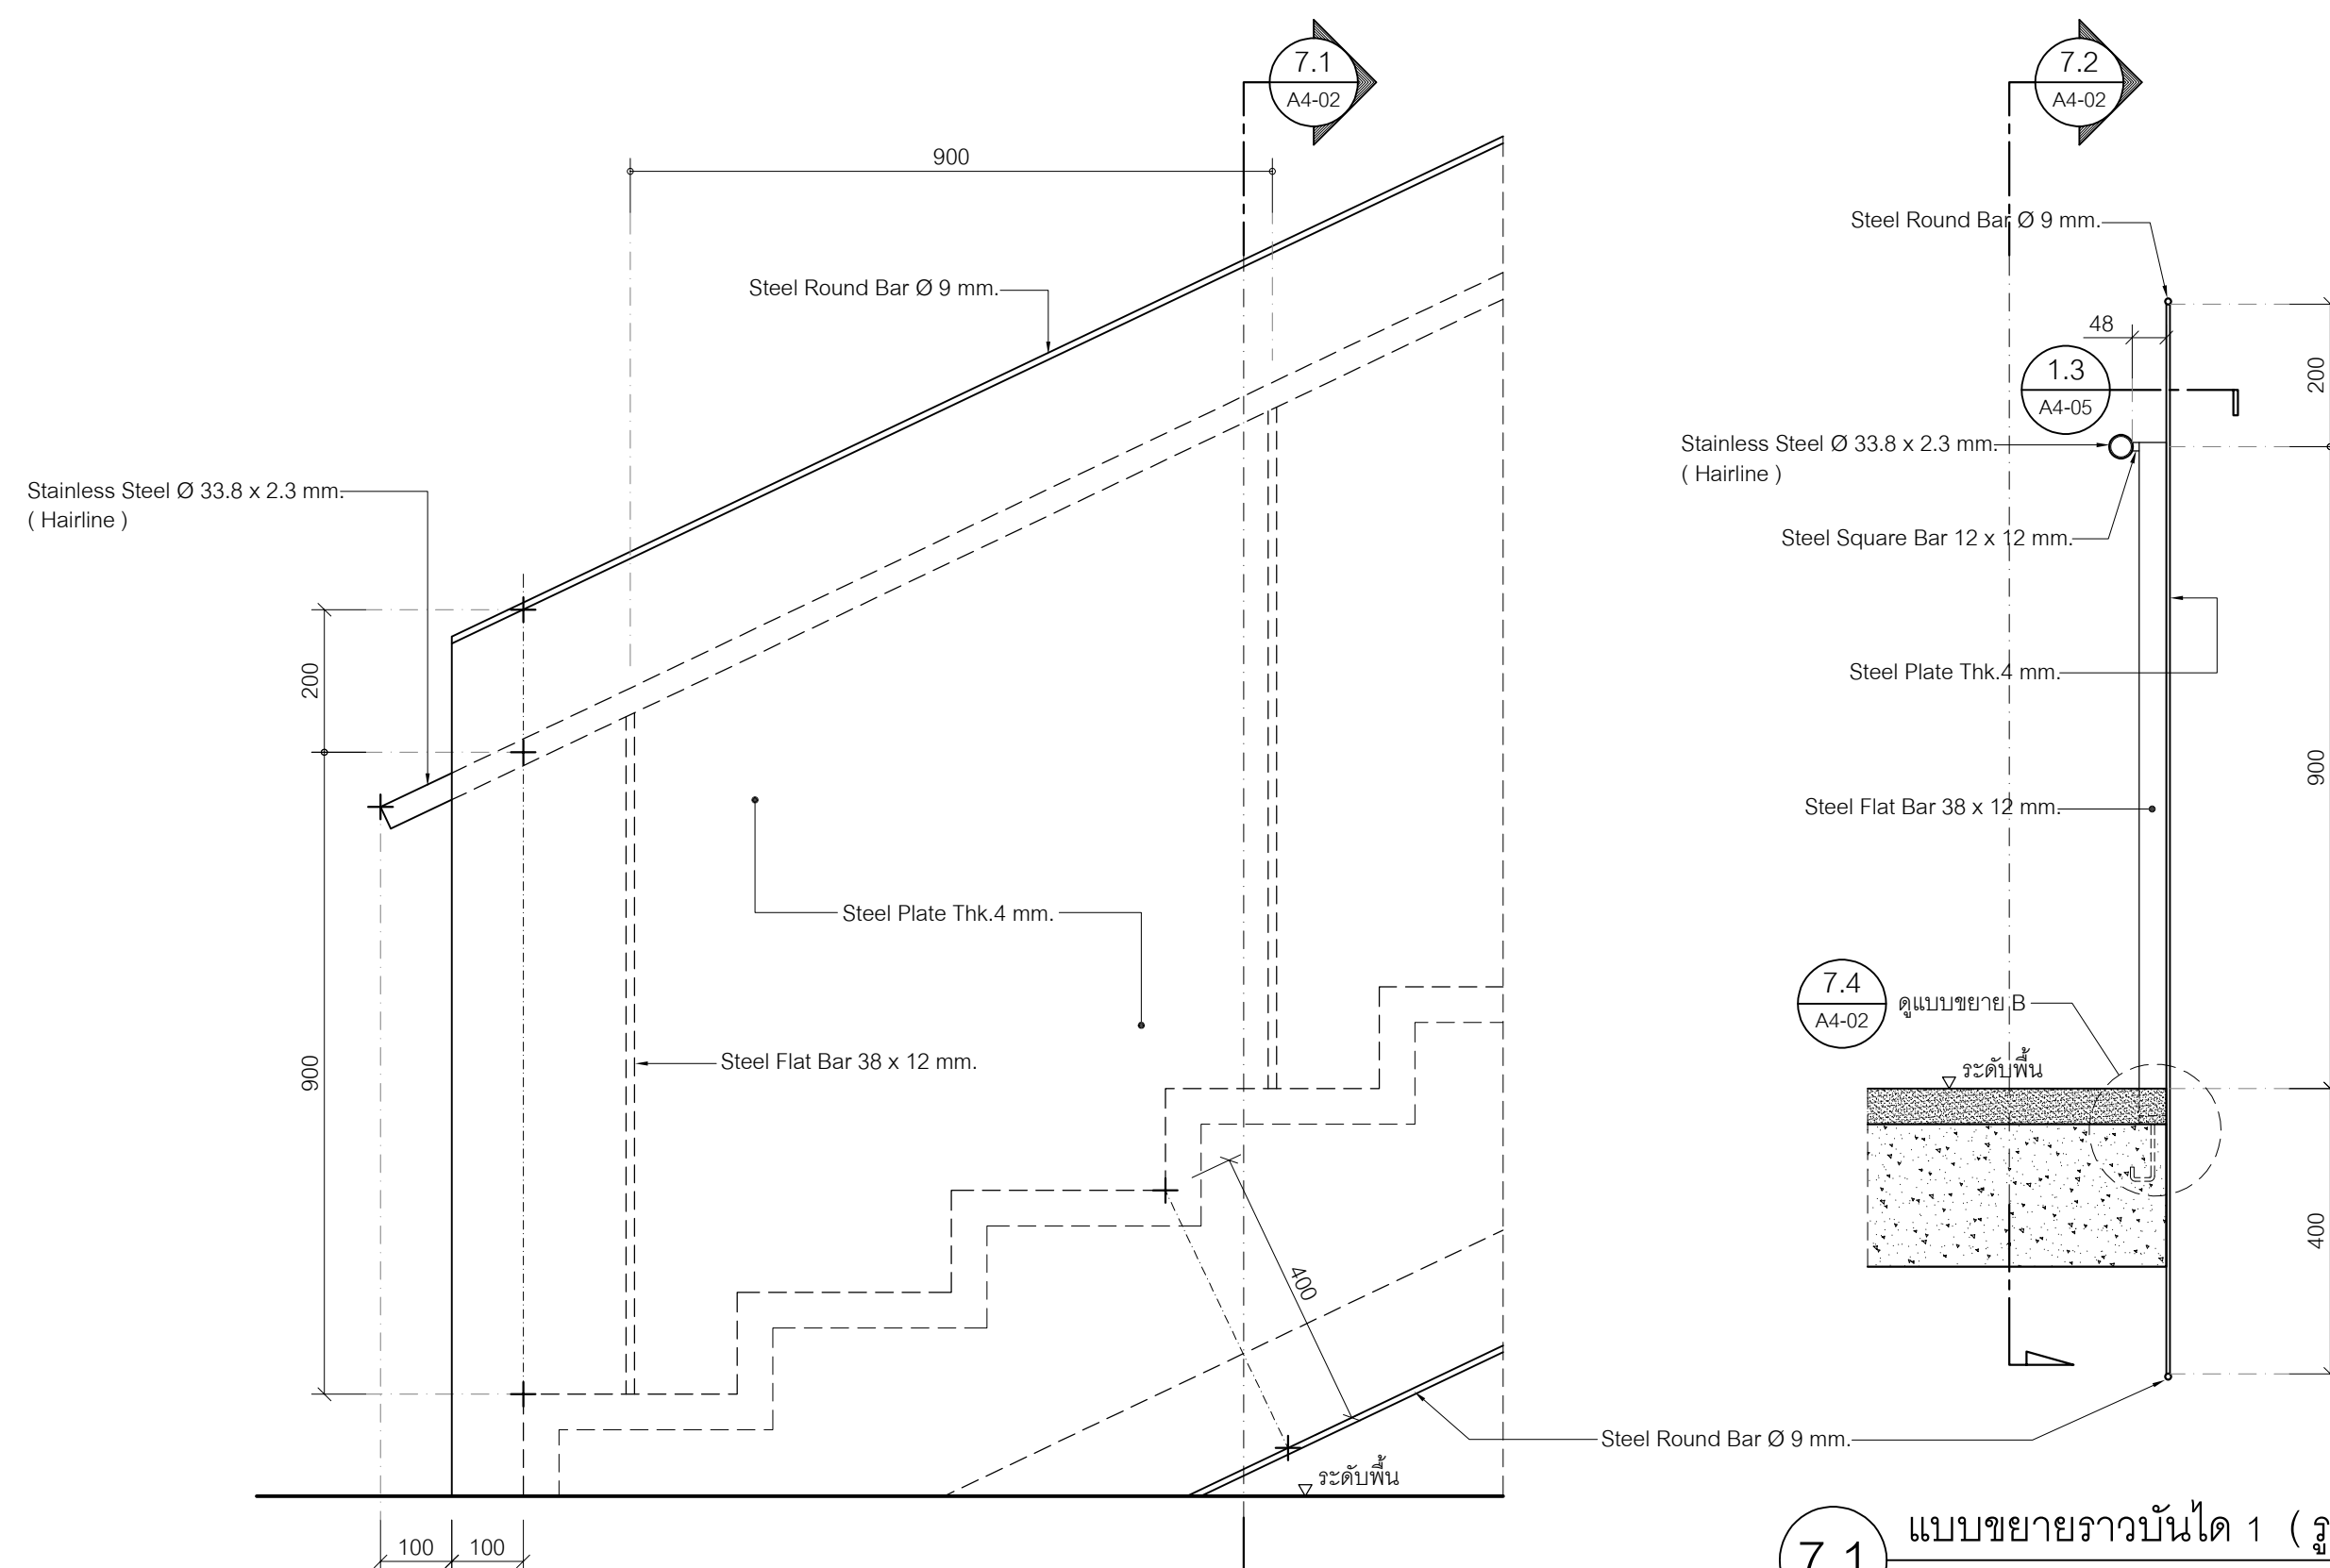 7.1
A4-02
7.2
A4-02
900
Steel Round Bar Ø 9 mm.
Steel Round Bar Ø 9 mm.
48
200
1.3
A4-05
Stainless Steel Ø 33.8 x 2.3 mm.
( Hairline )
Stainless Steel Ø 33.8 x 2.3 mm.
( Hairline )
Steel Square Bar 12 x 12 mm.
200
Steel Plate Thk.4 mm.
900
Steel Flat Bar 38 x 12 mm.
Steel Plate Thk.4 mm.
7.4
A4-02
ดูแบบขยาย B
ระดับพื้น
900
Steel Flat Bar 38 x 12 mm.
400
400
Steel Round Bar Ø 9 mm.
ระดับพื้น
100
100
7.1
แบบขยายราวบันได 1 ( รู